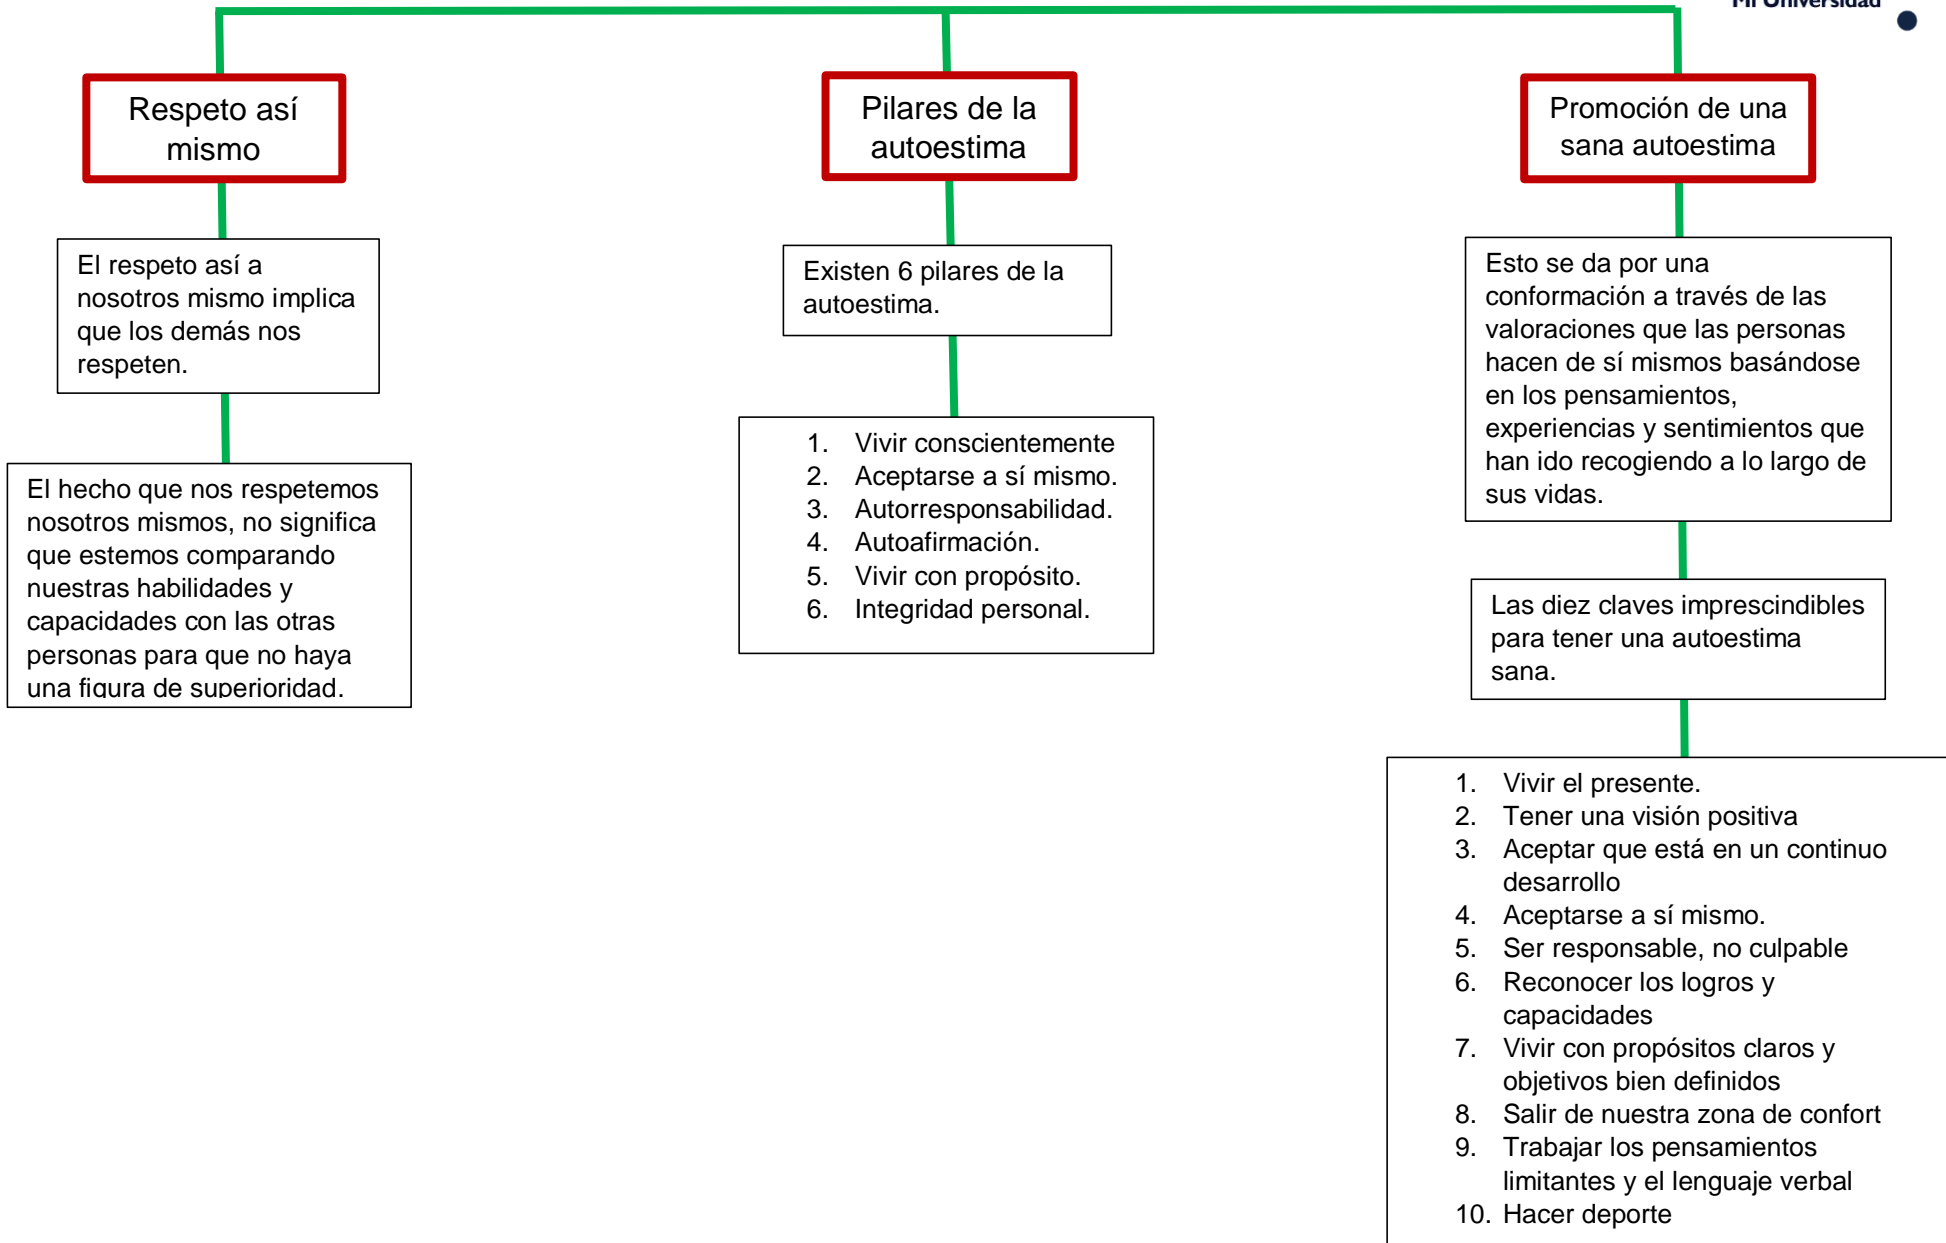 Mi Universidad
Respeto así
mismo
El respeto así a
nosotros mismo implica
que los demás nos
respeten.
El hecho que nos respetemos
nosotros mismos, no significa
que estemos comparando
nuestras habilidades y
capacidades con las otras
personas para que no haya
una figura de superioridad.
Pilares de la
autoestima
Existen 6 pilares de la
autoestima.
1. Vivir conscientemente
2. Aceptarse a sí mismo.
3. Autorresponsabilidad.
4. Autoafirmación.
5. Vivir con propósito.
6. Integridad personal.
Promoción de una
sana autoestima
Esto se da por una
conformación a través de las
valoraciones que las personas
hacen de sí mismos basándose
en los pensamientos,
experiencias y sentimientos que
han ido recogiendo a lo largo de
sus vidas.
Las diez claves imprescindibles
para tener una autoestima
sana.
1. Vivir el presente.
2. Tener una visión positiva
3. Aceptar que está en un continuo
desarrollo
4. Aceptarse a sí mismo.
5. Ser responsable, no culpable
6. Reconocer los logros y
capacidades
7. Vivir con propósitos claros y
objetivos bien definidos
8. Salir de nuestra zona de confort
9. Trabajar los pensamientos
limitantes y el lenguaje verbal
10. Hacer deporte